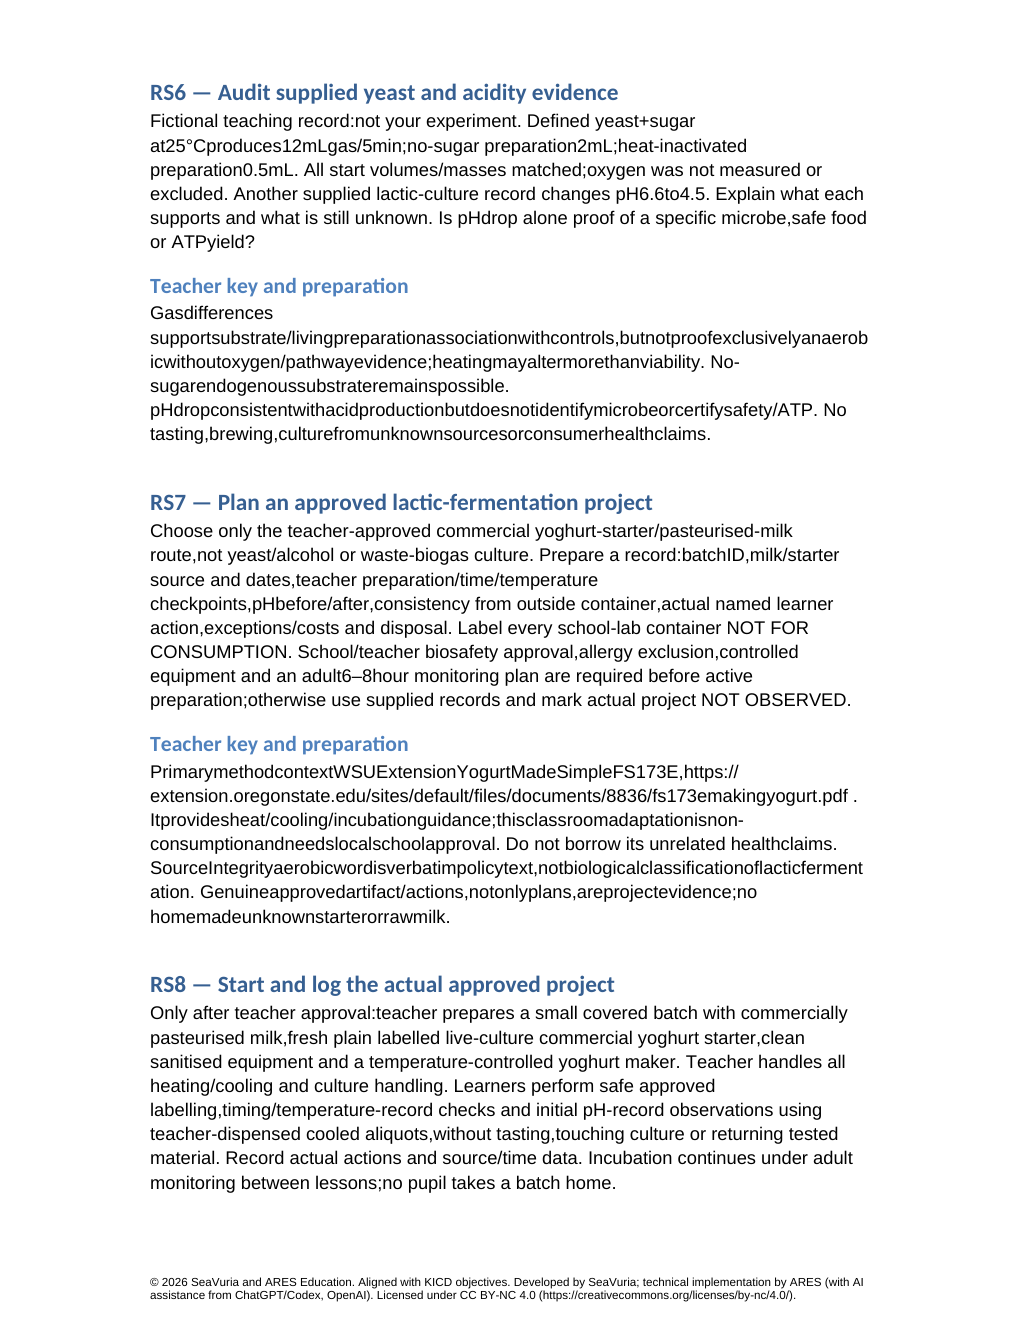 RS6 — Audit supplied yeast and acidity evidence
Fictional teaching record:not your experiment. Defined yeast+sugar
at25°Cproduces12mLgas/5min;no-sugar preparation2mL;heat-inactivated
preparation0.5mL. All start volumes/masses matched;oxygen was not measured or
excluded. Another supplied lactic-culture record changes pH6.6to4.5. Explain what each
supports and what is still unknown. Is pHdrop alone proof of a specific microbe,safe food
or ATPyield?
Teacher key and preparation
Gasdifferences
supportsubstrate/livingpreparationassociationwithcontrols,butnotproofexclusivelyanaerob
icwithoutoxygen/pathwayevidence;heatingmayaltermorethanviability. No-
sugarendogenoussubstrateremainspossible.
pHdropconsistentwithacidproductionbutdoesnotidentifymicrobeorcertifysafety/ATP. No
tasting,brewing,culturefromunknownsourcesorconsumerhealthclaims.
RS7 — Plan an approved lactic-fermentation project
Choose only the teacher-approved commercial yoghurt-starter/pasteurised-milk
route,not yeast/alcohol or waste-biogas culture. Prepare a record:batchID,milk/starter
source and dates,teacher preparation/time/temperature
checkpoints,pHbefore/after,consistency from outside container,actual named learner
action,exceptions/costs and disposal. Label every school-lab container NOT FOR
CONSUMPTION. School/teacher biosafety approval,allergy exclusion,controlled
equipment and an adult6–8hour monitoring plan are required before active
preparation;otherwise use supplied records and mark actual project NOT OBSERVED.
Teacher key and preparation
PrimarymethodcontextWSUExtensionYogurtMadeSimpleFS173E,https://
extension.oregonstate.edu/sites/default/files/documents/8836/fs173emakingyogurt.pdf .
Itprovidesheat/cooling/incubationguidance;thisclassroomadaptationisnon-
consumptionandneedslocalschoolapproval. Do not borrow its unrelated healthclaims.
SourceIntegrityaerobicwordisverbatimpolicytext,notbiologicalclassificationoflacticferment
ation. Genuineapprovedartifact/actions,notonlyplans,areprojectevidence;no
homemadeunknownstarterorrawmilk.
RS8 — Start and log the actual approved project
Only after teacher approval:teacher prepares a small covered batch with commercially
pasteurised milk,fresh plain labelled live-culture commercial yoghurt starter,clean
sanitised equipment and a temperature-controlled yoghurt maker. Teacher handles all
heating/cooling and culture handling. Learners perform safe approved
labelling,timing/temperature-record checks and initial pH-record observations using
teacher-dispensed cooled aliquots,without tasting,touching culture or returning tested
material. Record actual actions and source/time data. Incubation continues under adult
monitoring between lessons;no pupil takes a batch home.
© 2026 SeaVuria and ARES Education. Aligned with KICD objectives. Developed by SeaVuria; technical implementation by ARES (with AI
assistance from ChatGPT/Codex, OpenAI). Licensed under CC BY-NC 4.0 (https://creativecommons.org/licenses/by-nc/4.0/).